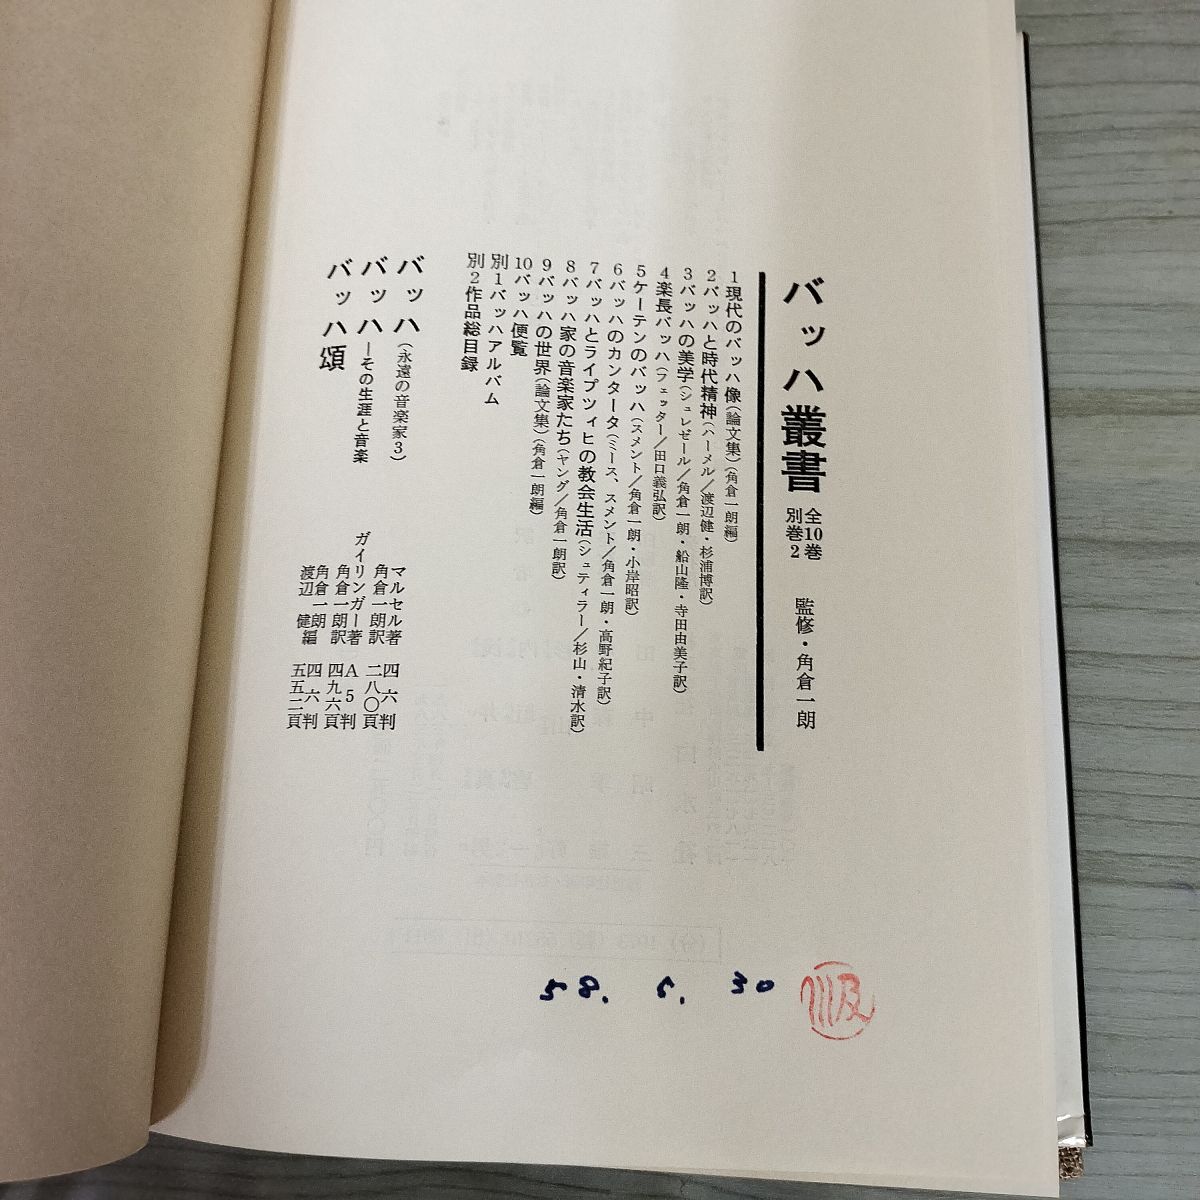 バッハ叢書
全10巻
別巻2
監修・角倉一朗
1現代のバッハ像(論文集)(角倉一朗編)
2バッハと時代精神(ハーメル/渡辺健・杉浦博訳)
3バッハの美学(シュレゼール/角倉一朗・船山隆・寺田由美子訳)
4楽長バッハ(フェッター/田口義弘訳)
5ケーテンのバッハ(スメント/角倉一朗・小岸昭訳)
6バッハのカンタータ(ミース、スメント/角倉一朗・高野紀子訳)
7バッハとライプツィヒの教会生活(シュティラー/杉山・清水訳)
8バッハ家の音楽家たち(ヤング/角倉一朗訳)
9バッハの世界(論文集)(角倉一朗編)
10バッハ便覧
別1バッハアルバム
別2作品総目録
バッハ(永遠の音楽家3)
マルセル著
角倉一朗訳
四六判
二八〇頁
バッハ―その生涯と音楽
ガイリンガー著
角倉一朗訳
A5判
四九六頁
バッハ頌
角倉一朗
渡辺健編
四六判
五五二頁
58.
30